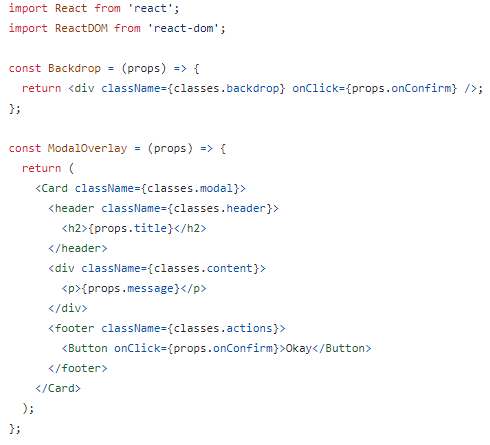 import React from 'react';
import ReactDOM from 'react-dom';
const Backdrop = (props) => {
return <div className={classes.backdrop} onClick={props.onConfirm} />;
};
const ModalOverlay = (props) => {
return (
<Card className={classes.modal}>
<header className={classes.header}>
<h2>{props.title}</h2>
</header>
<div className={classes.content}>
<p>{props.message}</p>
</div>
<footer className={classes.actions}>
<Button onClick={props.onConfirm}>Okay</Button>
</footer>
</Card>
);
};